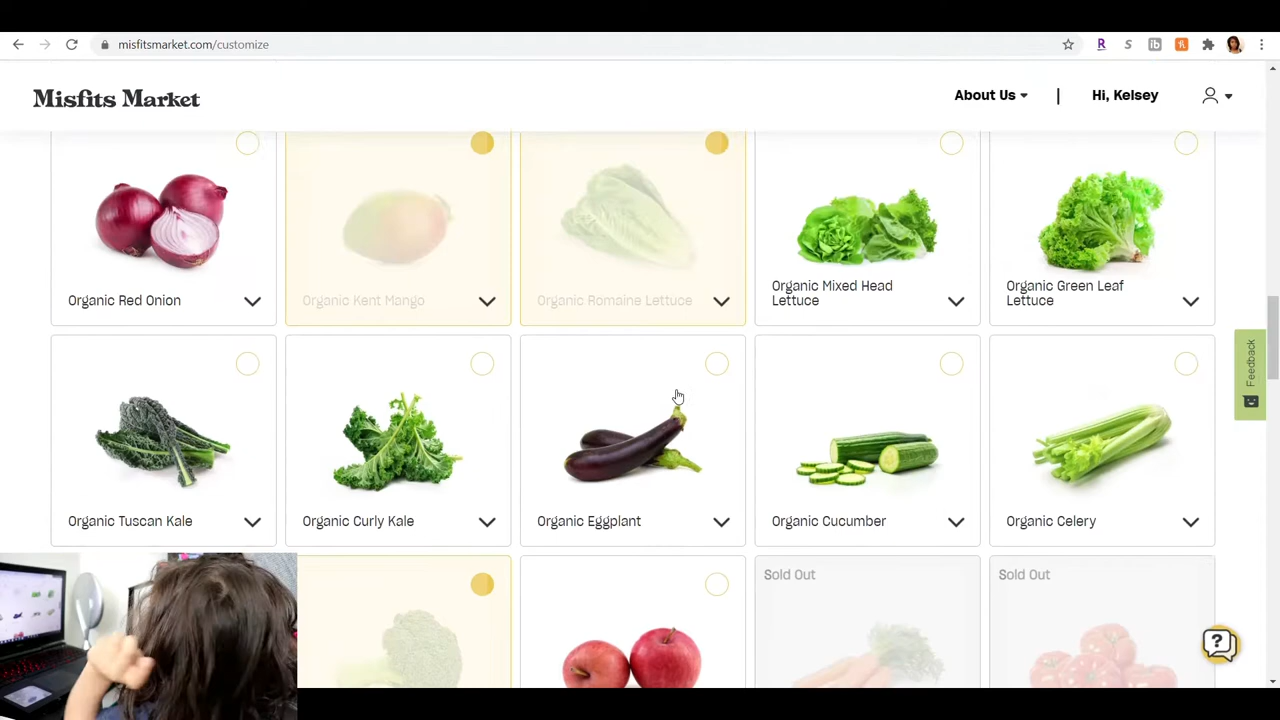 misfitsmarket.com/customize
Misfits Market
About Us
|
Hi, Kelsey
Organic Red Onion
Organic Kent Mango
Organic Romaine Lettuce
Organic Mixed Head
Lettuce
Organic Green Leaf
Lettuce
Feedback
Organic Tuscan Kale
Organic Curly Kale
Organic Eggplant
Organic Cucumber
Organic Celery
Sold Out
Sold Out